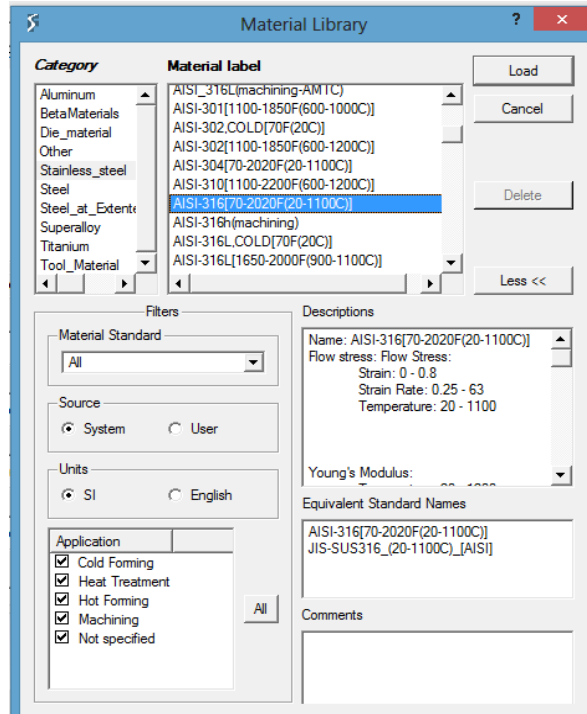 Material Library
?
Category
Material label
Load
Cancel
Delete
Less <<
Aluminum
BetaMaterials
Die_material
Other
Stainless_steel
Steel
Steel_at_Extente
Superalloy
Titanium
Tool_Material
AISI_316L(machining-AMTC)
AISI-301[1100-1850F(600-1000C)]
AISI-302,COLD[70F(20C)]
AISI-302[1100-1850F(600-1200C)]
AISI-304[70-2020F(20-1100C)]
AISI-310[1100-2200F(600-1200C)]
AISI-316[70-2020F(20-1100C)]
AISI-316h(machining)
AISI-316L,COLD[70F(20C)]
AISI-316L[1650-2000F(900-1100C)]
Filters
Material Standard
All
Source
System
User
Units
SI
English
Application
Cold Forming
Heat Treatment
Hot Forming
Machining
Not specified
All
Descriptions
Name: AISI-316[70-2020F(20-1100C)]
Flow stress: Flow Stress:
Strain: 0 - 0.8
Strain Rate: 0.25 - 63
Temperature: 20 - 1100
Young's Modulus:
Equivalent Standard Names
AISI-316[70-2020F(20-1100C)]
JIS-SUS316_(20-1100C)_[AISI]
Comments